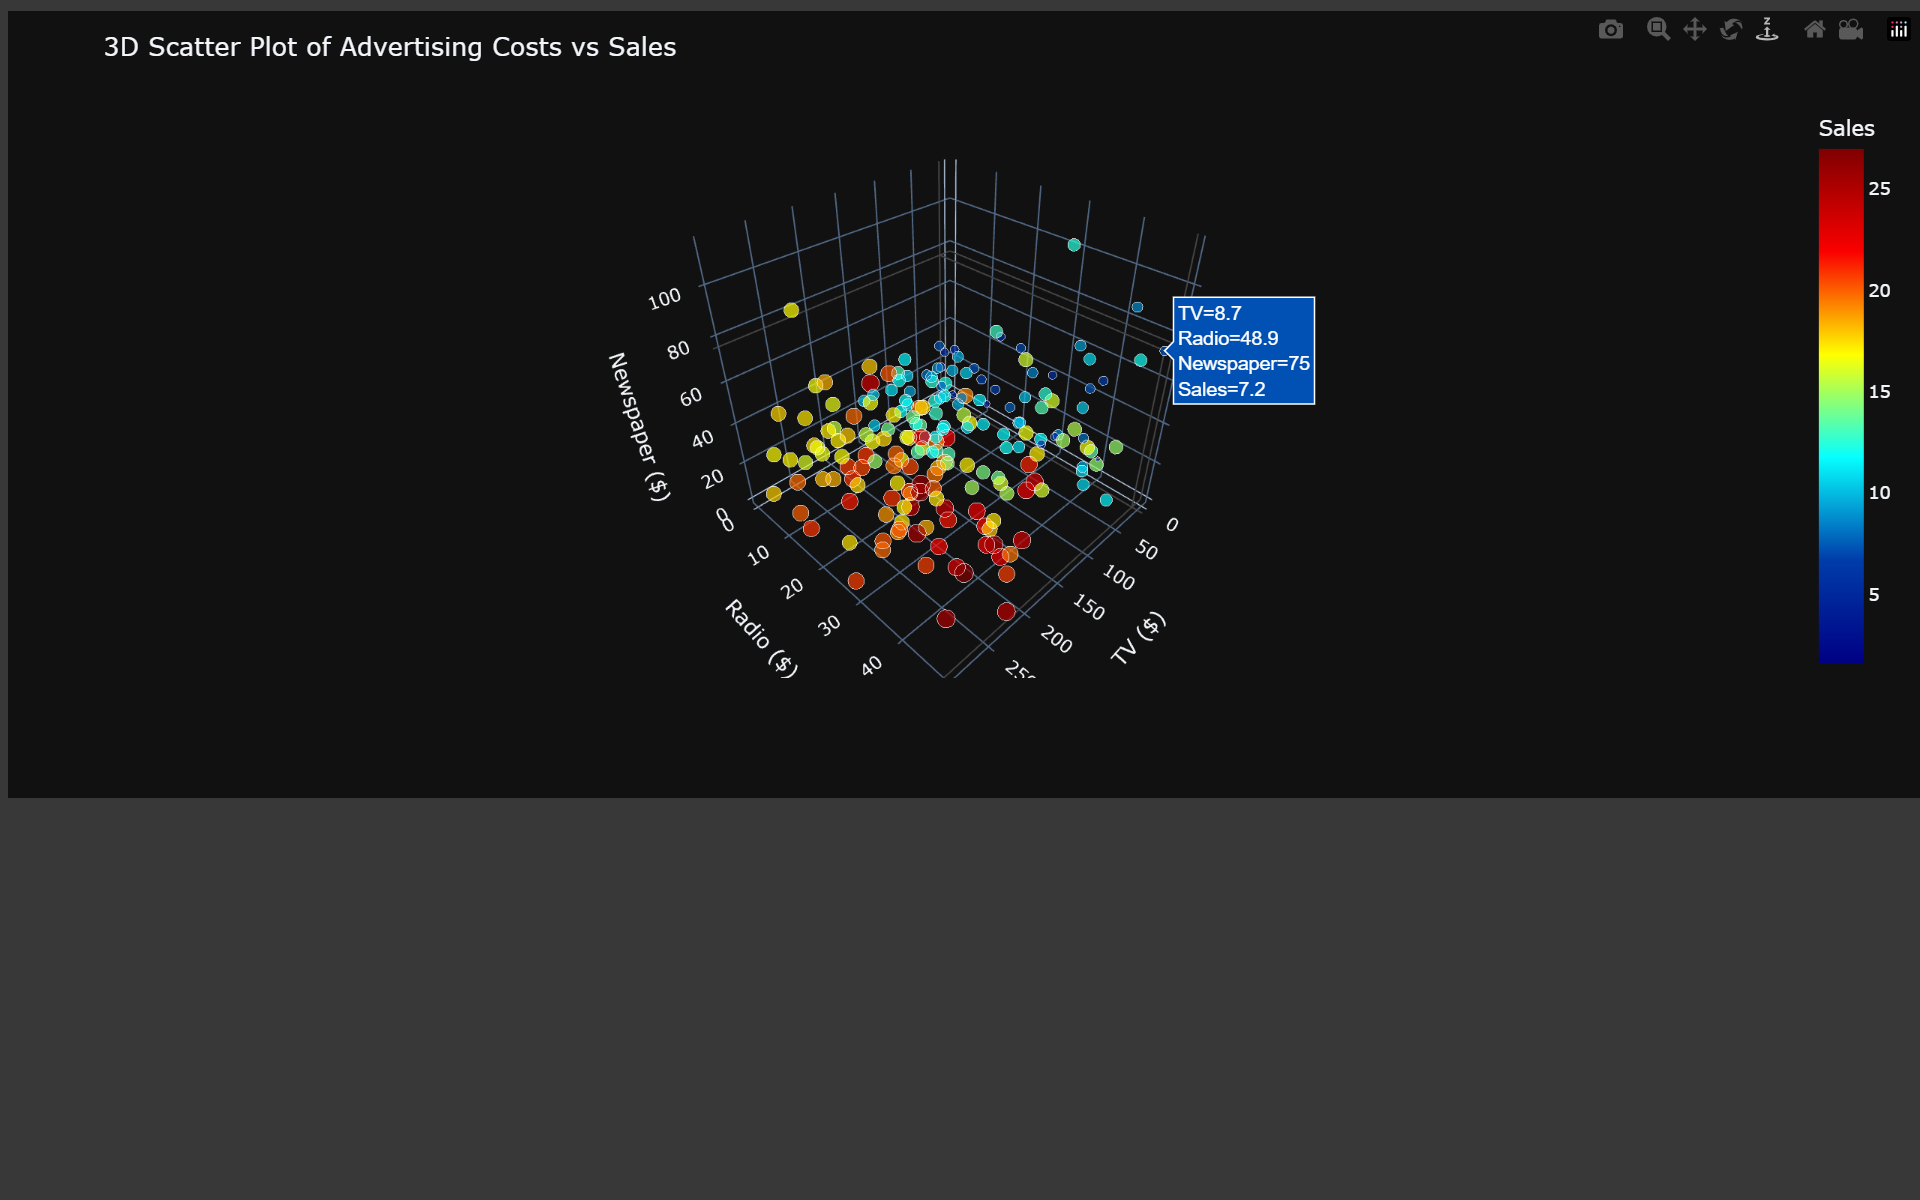 3D Scatter Plot of Advertising Costs vs Sales
Z
Sales
25
20
15
10
5
TV=8.7
Radio=48.9
Newspaper=75
Sales=7.2
Newspaper ($)
100
80
60
40
20
0
Radio ($)
0
10
20
30
40
TV ($)
0
50
100
150
200